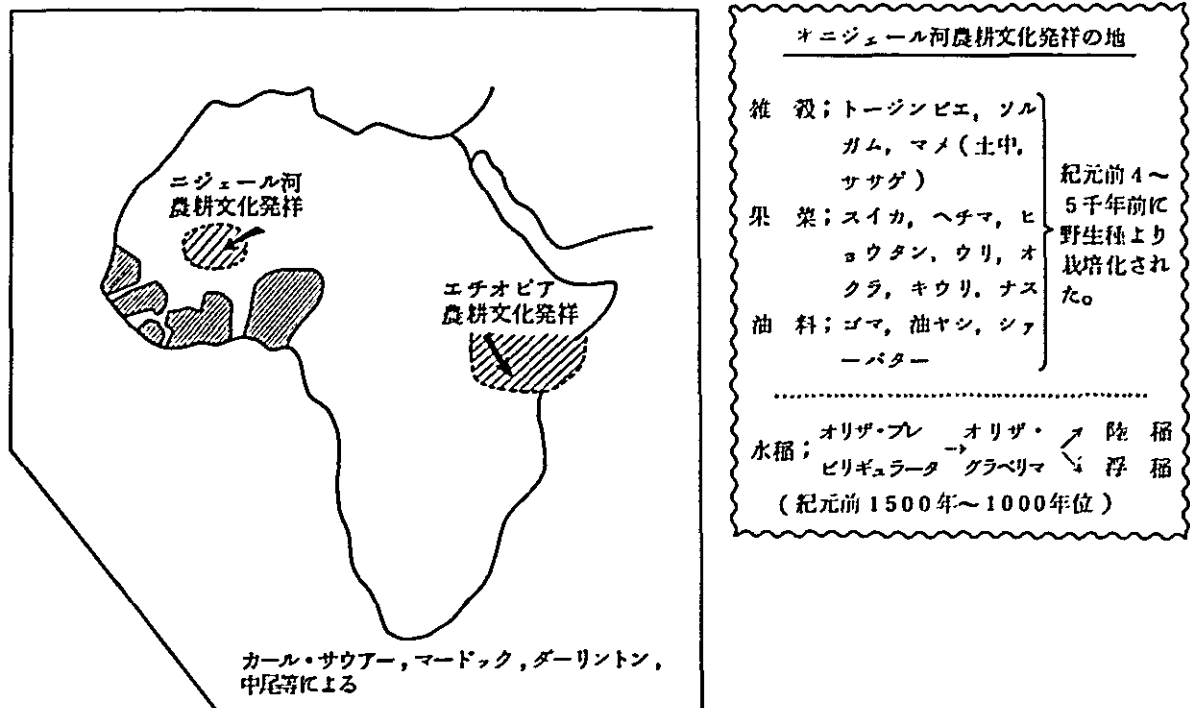 ニジェール河
農耕文化発祥
エチオピア
農耕文化発祥
カール・サウアー，マードック，ダーリントン，
中尾等による
オニジェール河農耕文化発祥の地
雑穀；トージンビエ，ソル
ガム，マメ（土中，
ササゲ）
果菜；スイカ，ヘチマ，ヒ
ョウタン，ウリ，オ
クラ，キウリ，ナス
油料；ゴマ，油ヤシ，シァ
ーバター
紀元前4～
5千年前に
野生種より
栽培化され
た。
水稲；オリザ・ブレ
ビリギュラータ
→
オリザ・
グラベリマ
陸稲
浮稲
（紀元前1500年～1000年位）